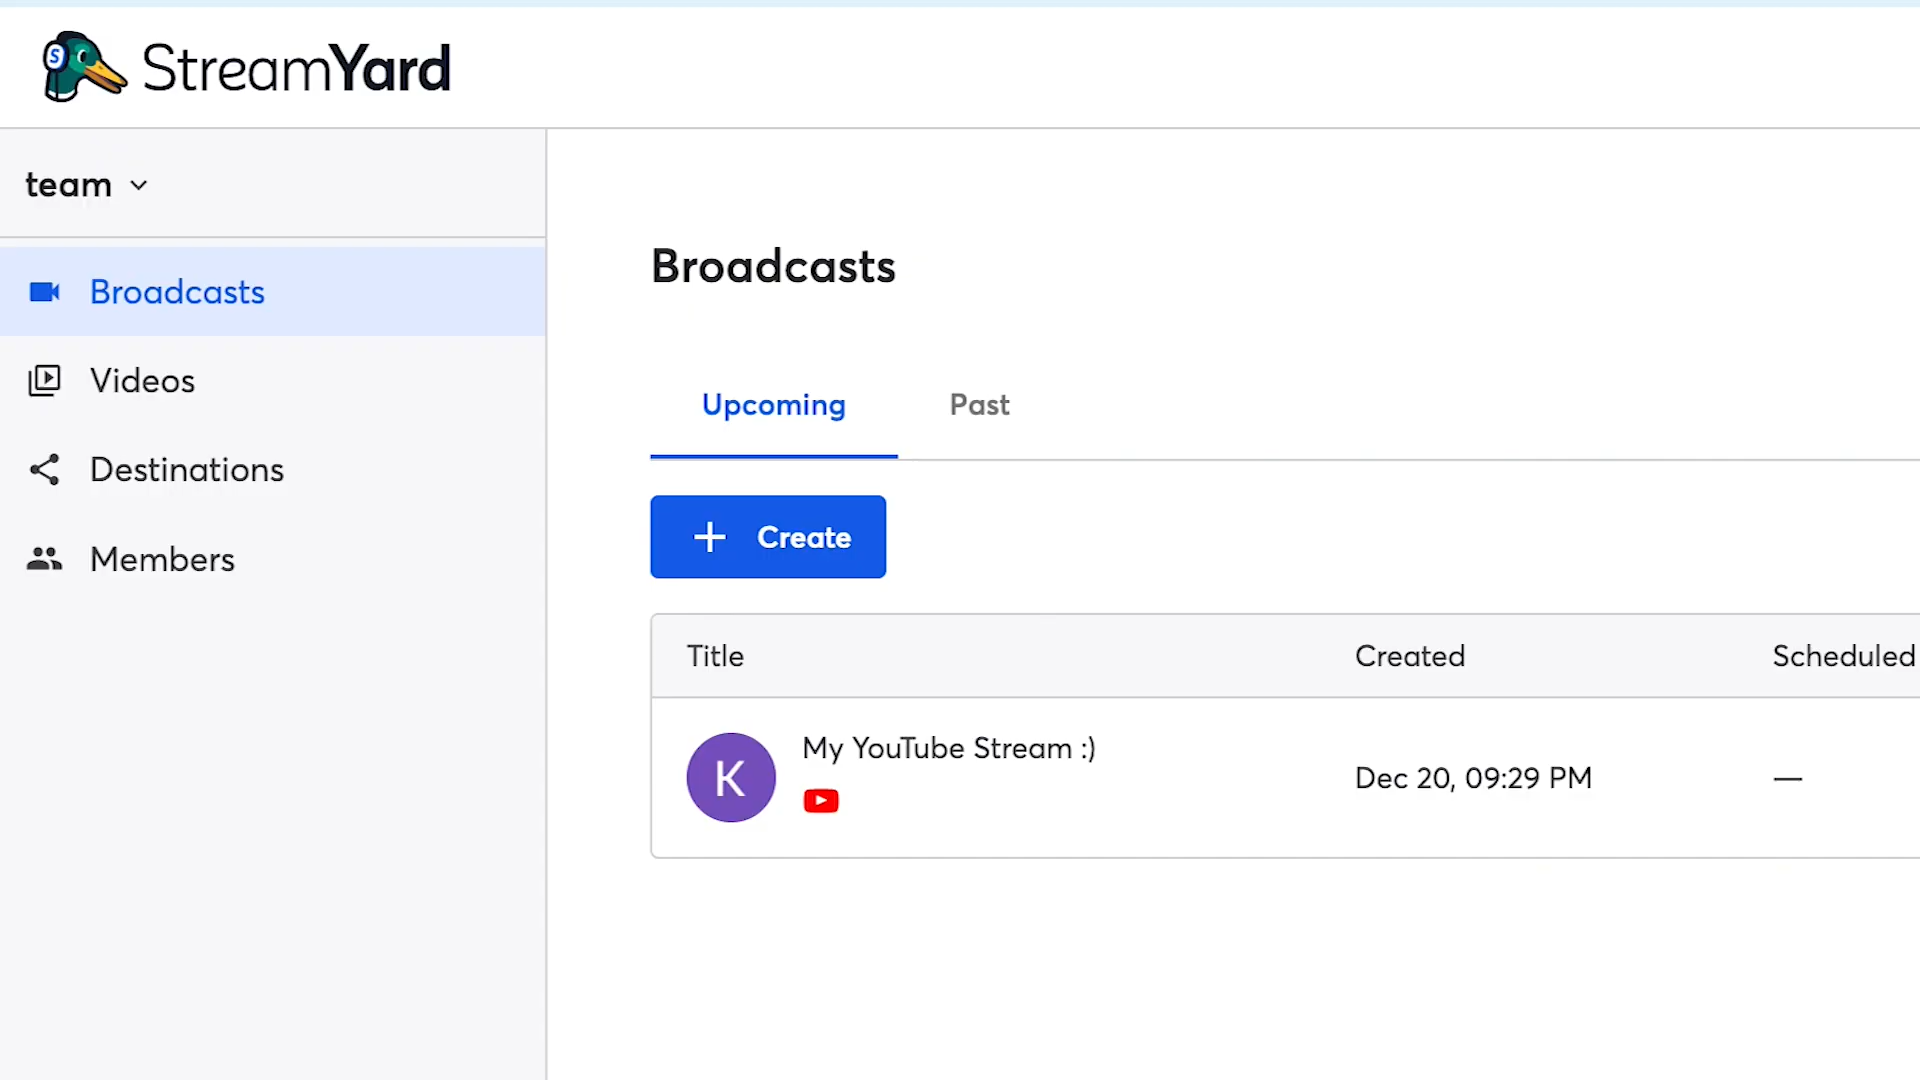 S
StreamYard
team
Broadcasts
Videos
Destinations
Members
Broadcasts
Upcoming Past
+ Create
Title Created Scheduled
K
My YouTube Stream :)
Dec 20, 09:29 PM —